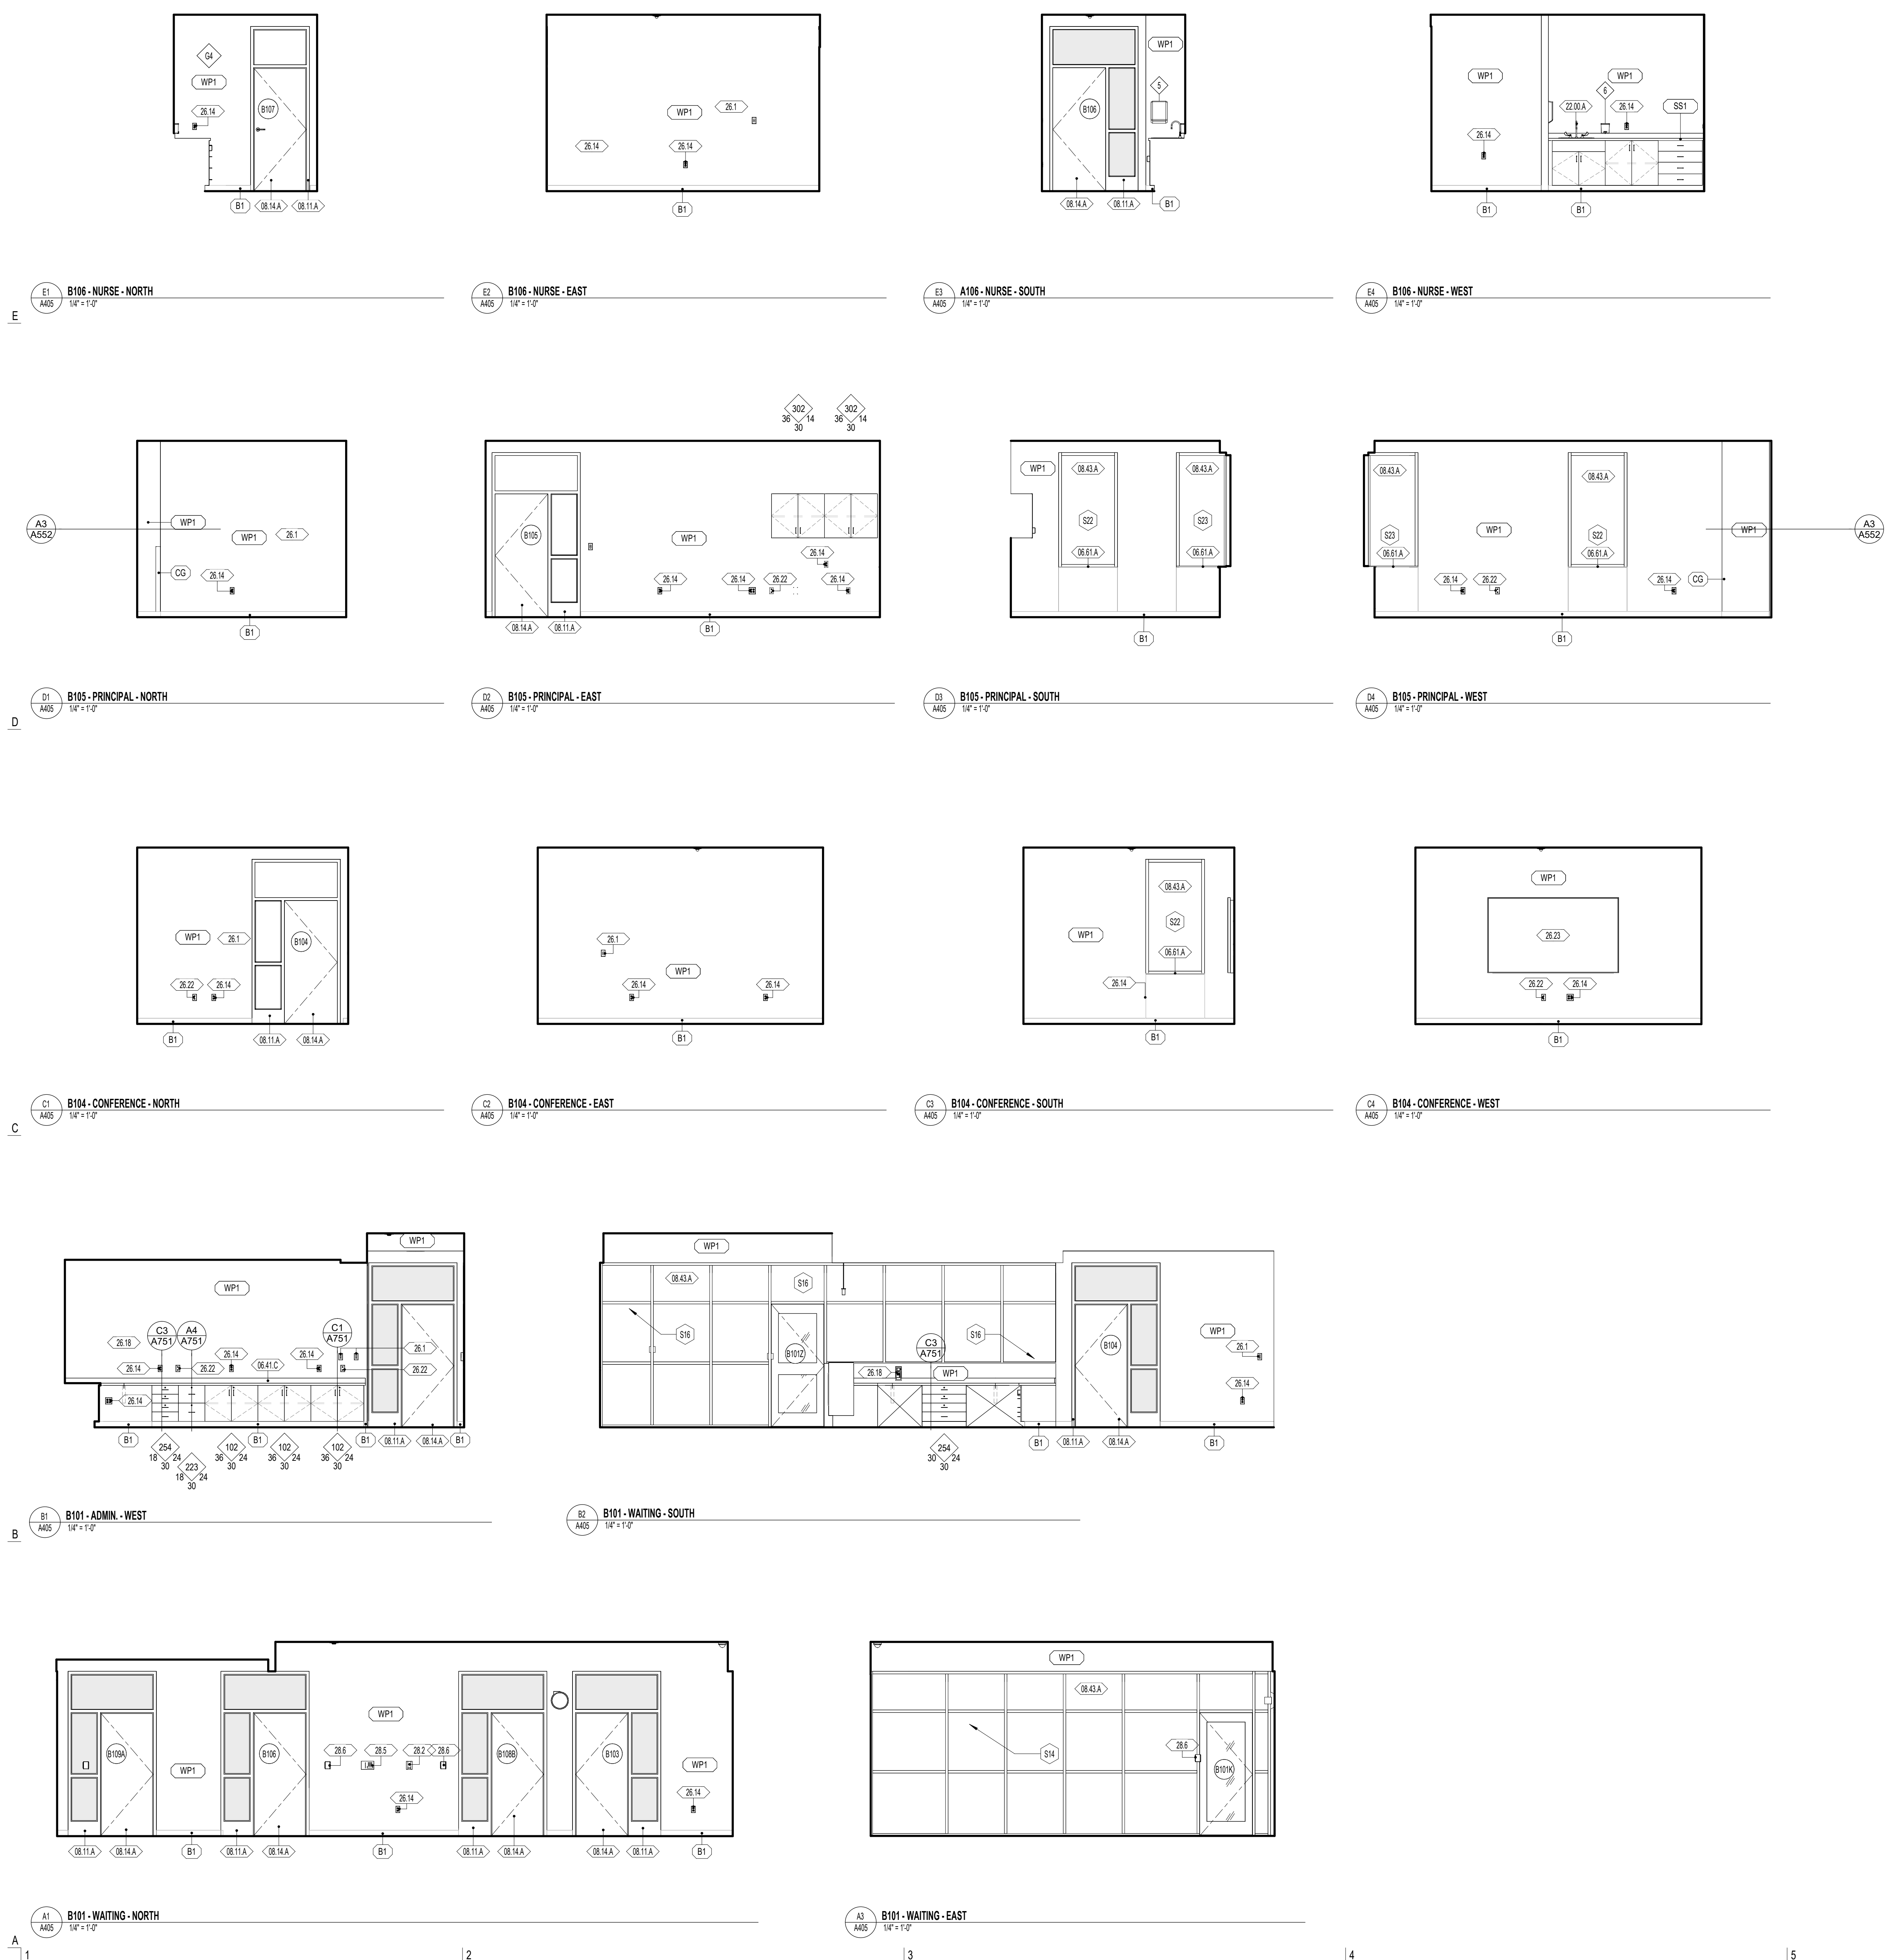 G4
WP1
26.14
B107
B1
08.14.A
08.11.A
WP1
26.1
26.14
26.14
B1
WP1
5
B106
08.14.A
08.11.A
B1
WP1
WP1
6
22.00.A
26.14
SS1
26.14
B1
B1
E1
A405
B106 - NURSE - NORTH
1/4" = 1'-0"
E2
A405
B106 - NURSE - EAST
1/4" = 1'-0"
E3
A405
A106 - NURSE - SOUTH
1/4" = 1'-0"
E4
A405
B106 - NURSE - WEST
1/4" = 1'-0"
E
A3
A552
WP1
WP1
26.1
CG
26.14
B1
302
36 14
30
302
36 14
30
B105
WP1
26.14
26.14
26.14
26.22
26.14
08.14.A
08.11.A
B1
WP1
08.43.A
08.43.A
S22
S23
06.61.A
06.61.A
B1
08.43.A
08.43.A
WP1
WP1
A3
A552
S23
S22
06.61.A
06.61.A
26.14
26.22
26.14
CG
B1
D1
A405
B105 - PRINCIPAL - NORTH
1/4" = 1'-0"
D2
A405
B105 - PRINCIPAL - EAST
1/4" = 1'-0"
D3
A405
B105 - PRINCIPAL - SOUTH
1/4" = 1'-0"
D4
A405
B105 - PRINCIPAL - WEST
1/4" = 1'-0"
D
WP1
26.1
B104
26.22
26.14
B1
08.11.A
08.14.A
26.1
WP1
26.14
26.14
B1
08.43.A
S22
WP1
06.61.A
26.14
B1
WP1
26.23
26.22
26.14
B1
C1
A405
B104 - CONFERENCE - NORTH
1/4" = 1'-0"
C2
A405
B104 - CONFERENCE - EAST
1/4" = 1'-0"
C3
A405
B104 - CONFERENCE - SOUTH
1/4" = 1'-0"
C4
A405
B104 - CONFERENCE - WEST
1/4" = 1'-0"
C
WP1
WP1
C3
A751
A4
A751
C1
A751
26.18
26.14
26.14
26.1
26.14
26.22
06.41.C
26.22
26.14
B1
B1
B1
08.11.A
08.14.A
B1
254
18 24
30
223
18 24
30
102
36 24
30
102
36 24
30
102
36 24
30
WP1
08.43.A
S16
S16
S16
B101Z
C3
A751
26.18
WP1
B104
WP1
26.1
26.14
B1
08.11.A
08.14.A
B1
254
30 24
30
B1
A405
B101 - ADMIN. - WEST
1/4" = 1'-0"
B2
A405
B101 - WAITING - SOUTH
1/4" = 1'-0"
B
WP1
B109A
WP1
B106
28.6
28.5
28.2
28.6
26.14
B108B
B103
WP1
26.14
08.11.A
08.14.A
B1
08.11.A
08.14.A
B1
08.11.A
08.14.A
08.14.A
08.11.A
B1
WP1
08.43.A
S14
28.6
B101K
A1
A405
B101 - WAITING - NORTH
1/4" = 1'-0"
A3
A405
B101 - WAITING - EAST
1/4" = 1'-0"
A
1
2
3
4
5